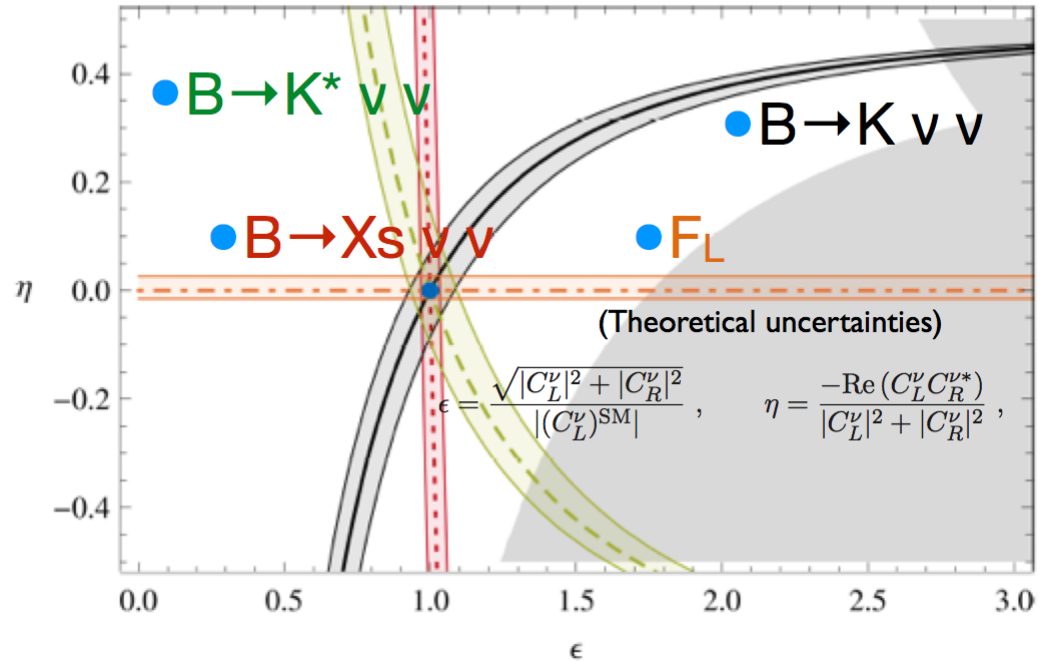 B→K* ν ν
B→K ν ν
B→Xs ν ν
F_L
(Theoretical uncertainties)
ϵ = √(|C_L^ν|² + |C_R^ν|²) / |(C_L^ν)^SM| , η = −Re (C_L^ν C_R^ν*) / (|C_L^ν|² + |C_R^ν|²) ,
η
0.4
0.2
0.0
−0.2
−0.4
0.0 0.5 1.0 1.5 2.0 2.5 3.0
ϵ